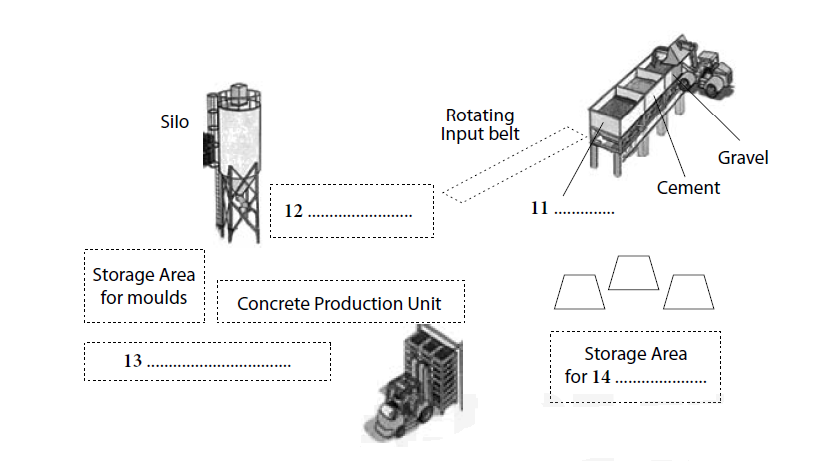 Silo
Rotating
Input belt
Gravel
Cement
11 ..............
12 ........................
Storage Area
for moulds
Concrete Production Unit
13 .................................
Storage Area
for 14 .....................